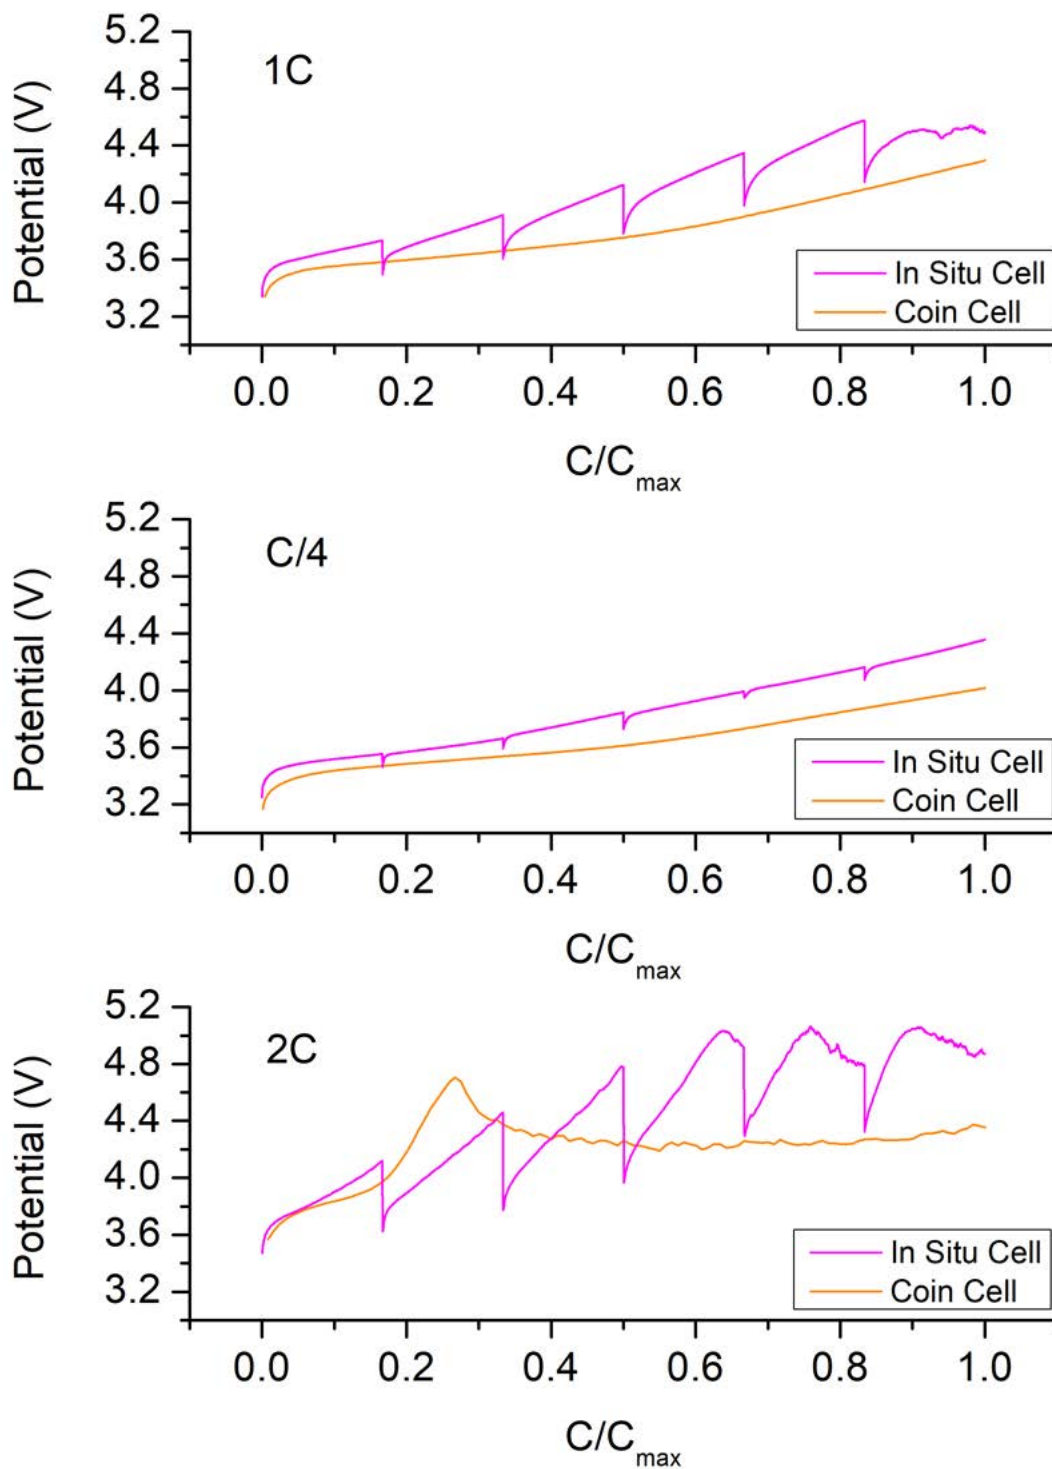 1C
Potential (V)
5.2
4.8
4.4
4.0
3.6
3.2
In Situ Cell
Coin Cell
0.0 0.2 0.4 0.6 0.8 1.0
C/Cmax
C/4
Potential (V)
5.2
4.8
4.4
4.0
3.6
3.2
In Situ Cell
Coin Cell
0.0 0.2 0.4 0.6 0.8 1.0
C/Cmax
2C
Potential (V)
5.2
4.8
4.4
4.0
3.6
3.2
In Situ Cell
Coin Cell
0.0 0.2 0.4 0.6 0.8 1.0
C/Cmax